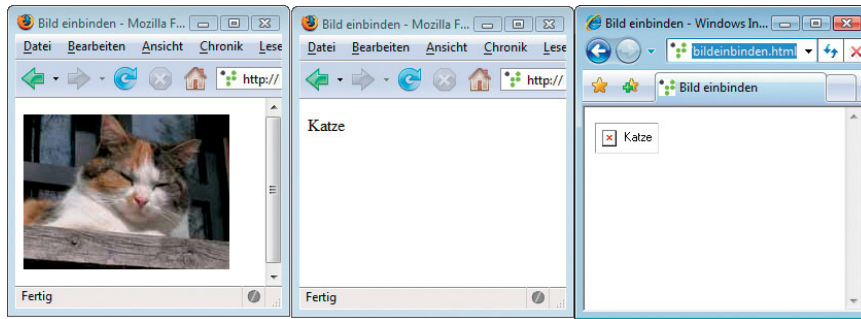 Bild einbinden - Mozilla F...
Datei Bearbeiten Ansicht Chronik Lese
http://
Fertig
Bild einbinden - Mozilla F...
Datei Bearbeiten Ansicht Chronik Lese
http://
Katze
Fertig
Bild einbinden - Windows In...
bildeinbinden.html
Bild einbinden
Katze